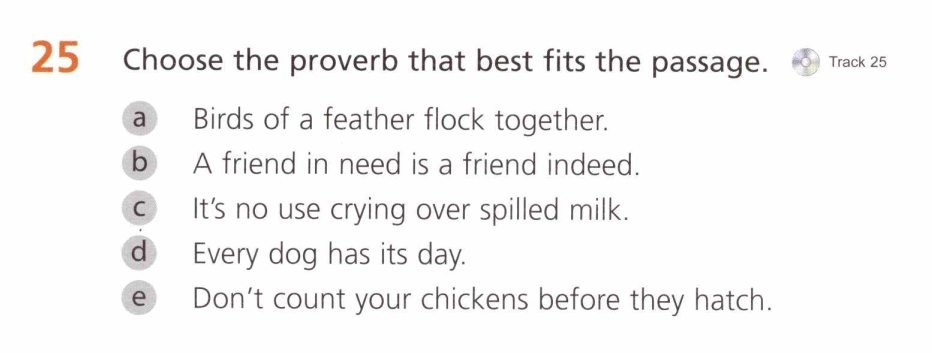 25 Choose the proverb that best fits the passage. Track 25
a Birds of a feather flock together.
b A friend in need is a friend indeed.
c It's no use crying over spilled milk.
d Every dog has its day.
e Don't count your chickens before they hatch.